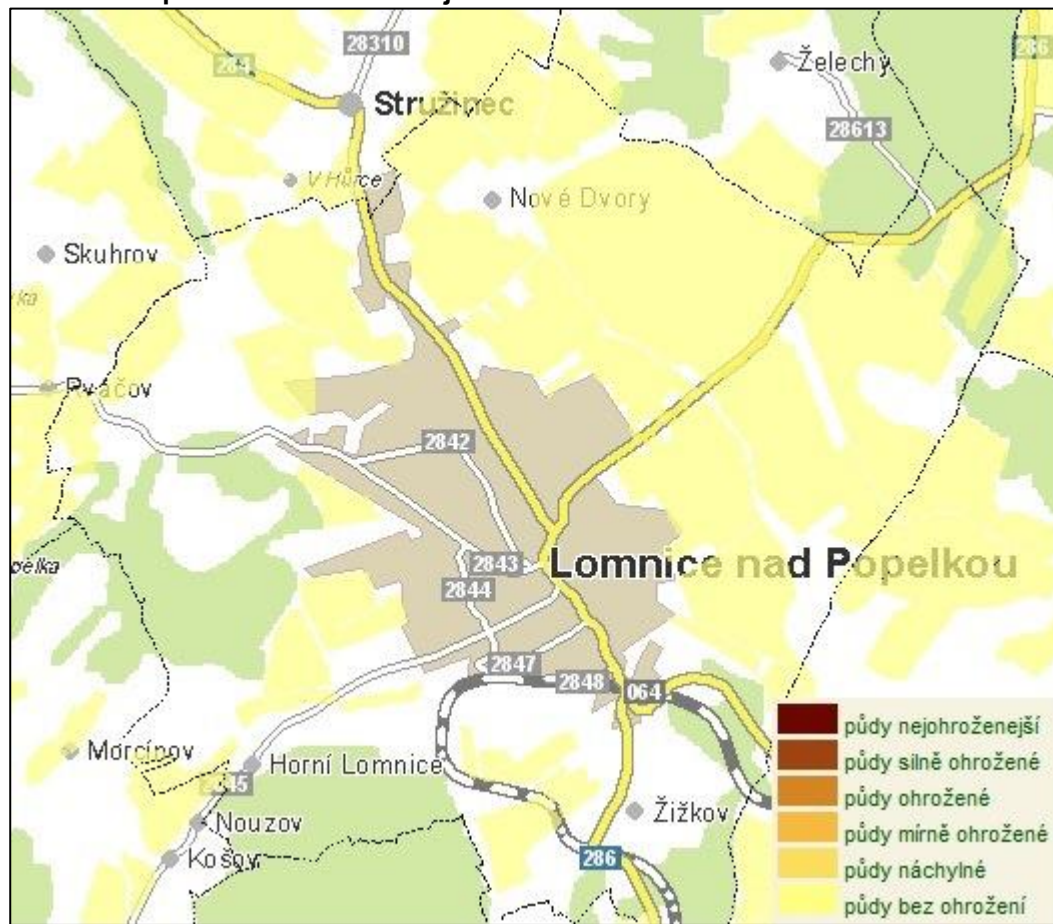 28310
Želechy
286
284
Stružinec
28613
V Hůrce
Nové Dvory
Skuhrov
Rváčov
2842
2843
Lomnice nad Popelkou
2844
2847
2848
064
Morcinov
Horní Lomnice
Nouzov
Žižkov
Košov
286
půdy nejohroženejší
půdy silně ohrožené
půdy ohrožené
půdy mírně ohrožené
půdy náchylné
půdy bez ohrožení